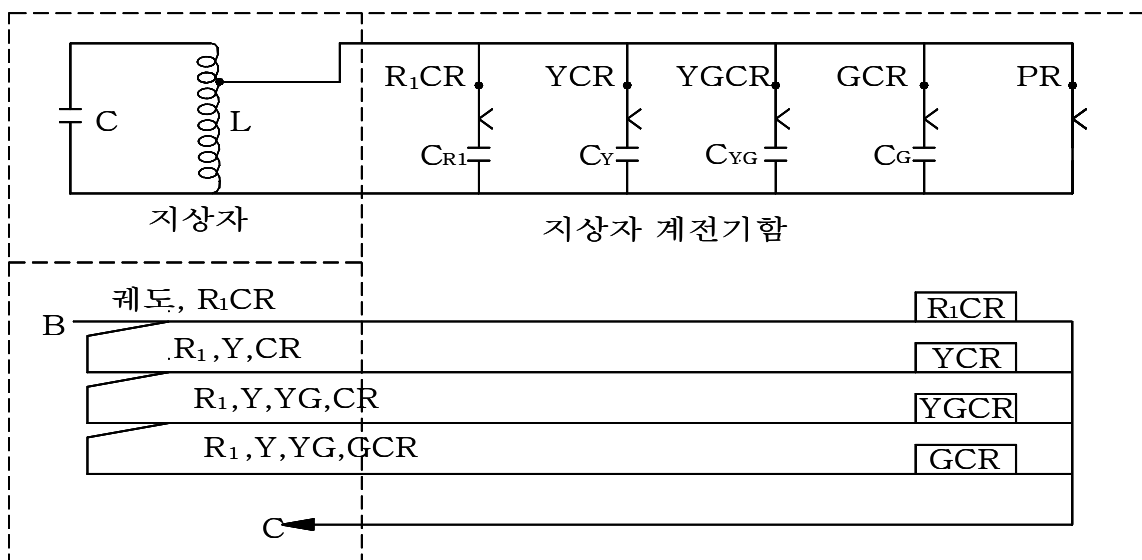 R₁CR YCR YGCR GCR PR
C L CR1 CY CY.G CG
지상자 지상자 계전기함
궤도, R₁CR
B R₁CR
R₁,Y,CR YCR
R₁,Y,YG,CR YGCR
R₁,Y,YG,GCR GCR
C